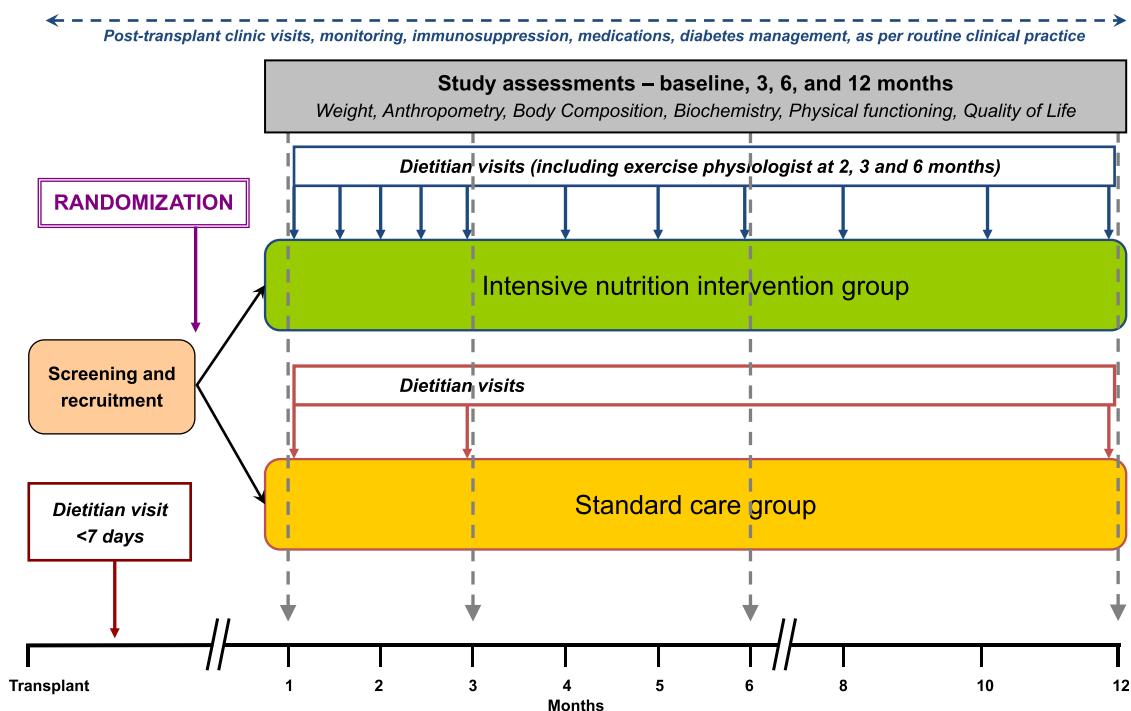 Post-transplant clinic visits, monitoring, immunosuppression, medications, diabetes management, as per routine clinical practice
Study assessments – baseline, 3, 6, and 12 months
Weight, Anthropometry, Body Composition, Biochemistry, Physical functioning, Quality of Life
Dietitian visits (including exercise physiologist at 2, 3 and 6 months)
RANDOMIZATION
Intensive nutrition intervention group
Screening and
recruitment
Dietitian visits
Standard care group
Dietitian visit
<7 days
Transplant 1 2 3 4 5 6 8 10 12
Months